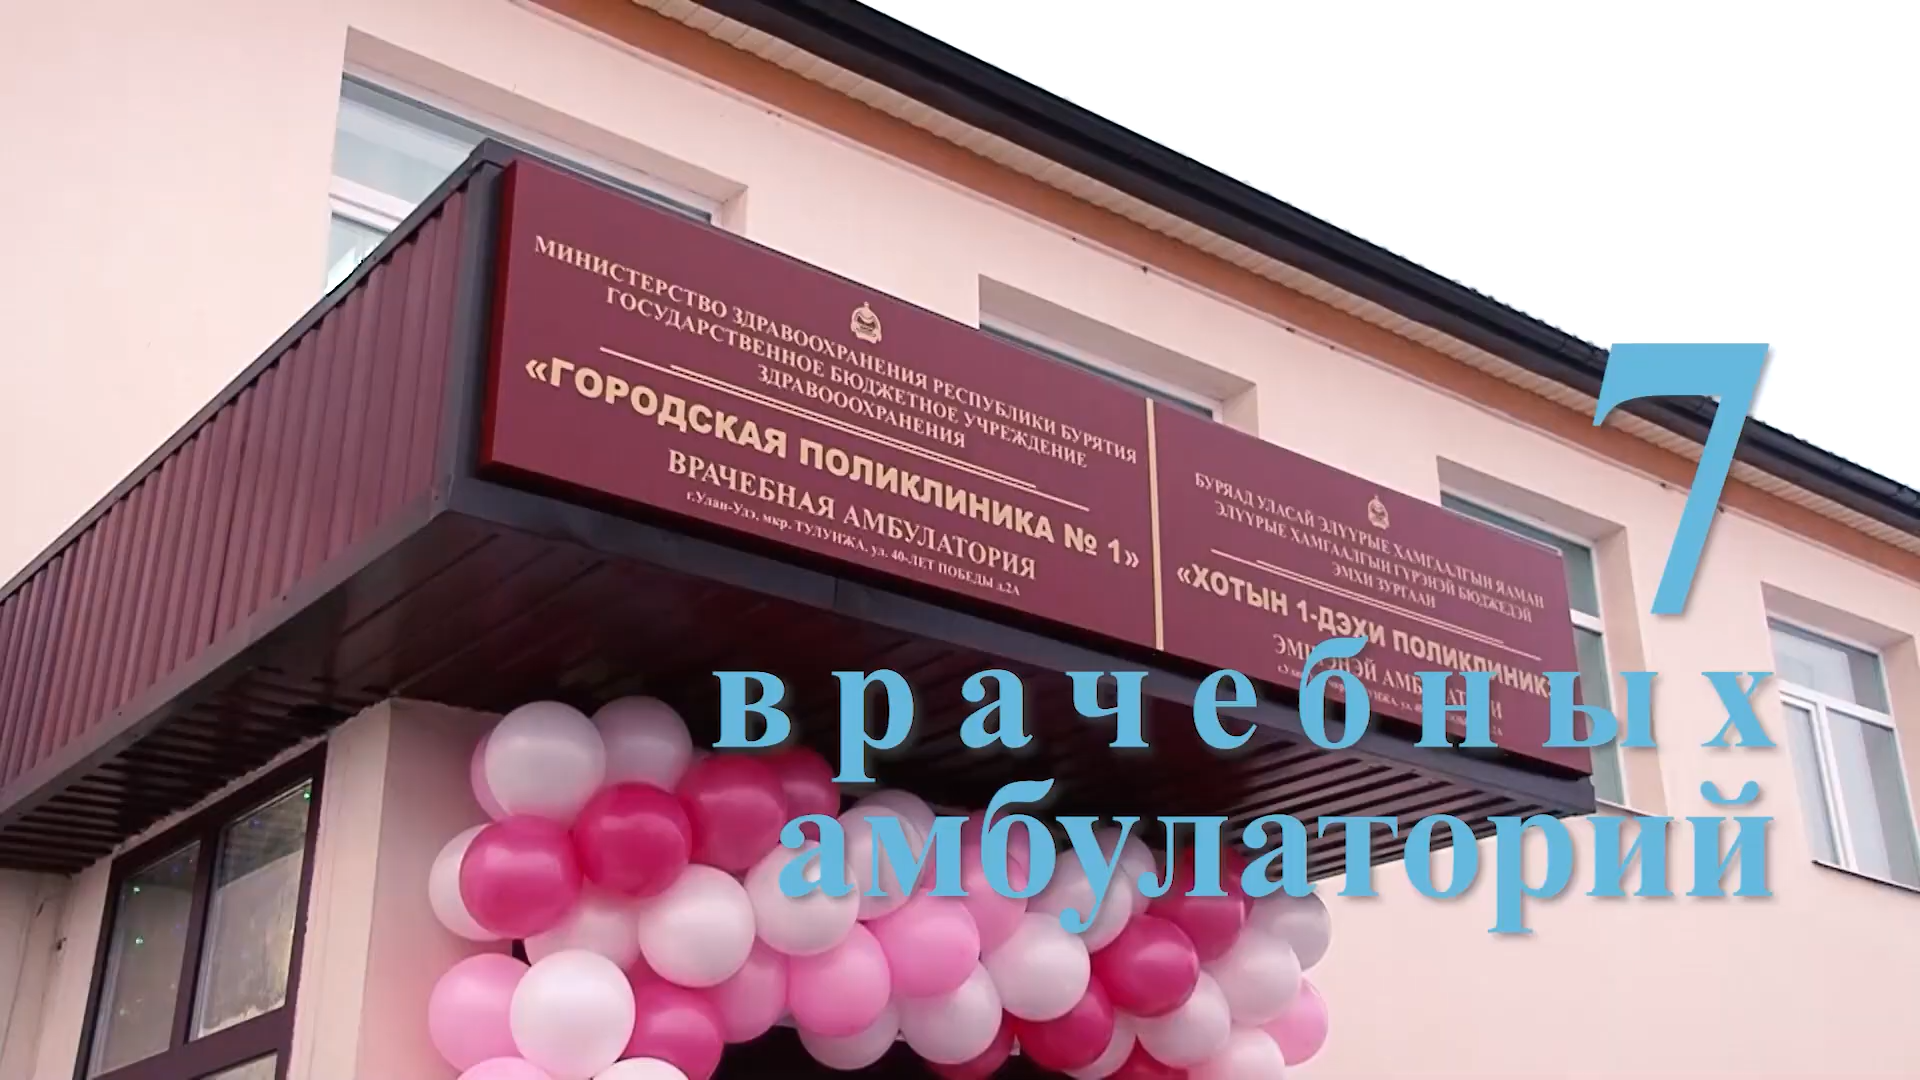 МИНИСТЕРСТВО ЗДРАВООХРАНЕНИЯ РЕСПУБЛИКИ БУРЯТИЯ
ГОСУДАРСТВЕННОЕ БЮДЖЕТНОЕ УЧРЕЖДЕНИЕ
ЗДРАВОООХРАНЕНИЯ
«ГОРОДСКАЯ ПОЛИКЛИНИКА № 1»
ВРАЧЕБНАЯ АМБУЛАТОРИЯ
г.Улан-Удэ, мкр. ТУЛУНЖА, ул. 40-ЛЕТ ПОБЕДЫ д.2А
БУРЯАД УЛАСАЙ ЭЛҮҮРЫЕ ХАМГААЛГЫН ЯАМАН
ЭЛҮҮРЫЕ ХАМГААЛГЫН ГҮРЭНЭЙ БЮДЖЕДЭЙ
ЭМХИ ЗУРГААН
«ХОТЫН 1-ДЭХИ ПОЛИКЛИНИК»
7
врачебных
амбулаторий